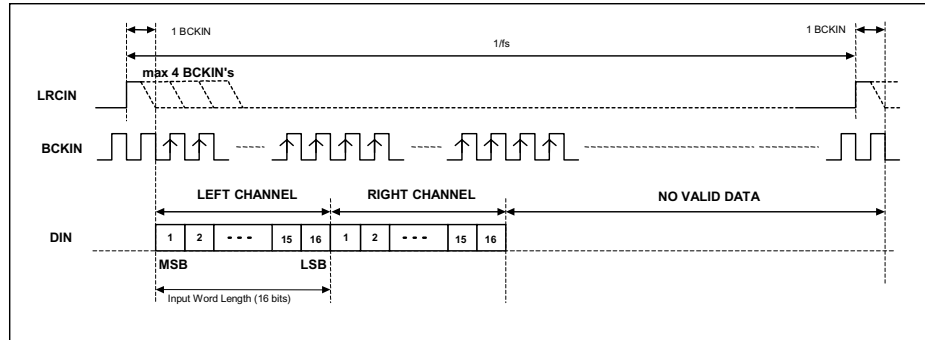 1 BCKIN
1 BCKIN
1/fs
max 4 BCKIN's
LRCIN
BCKIN
LEFT CHANNEL
RIGHT CHANNEL
NO VALID DATA
DIN
1 2 - - - 15 16 1 2 - - - 15 16
MSB
LSB
Input Word Length (16 bits)